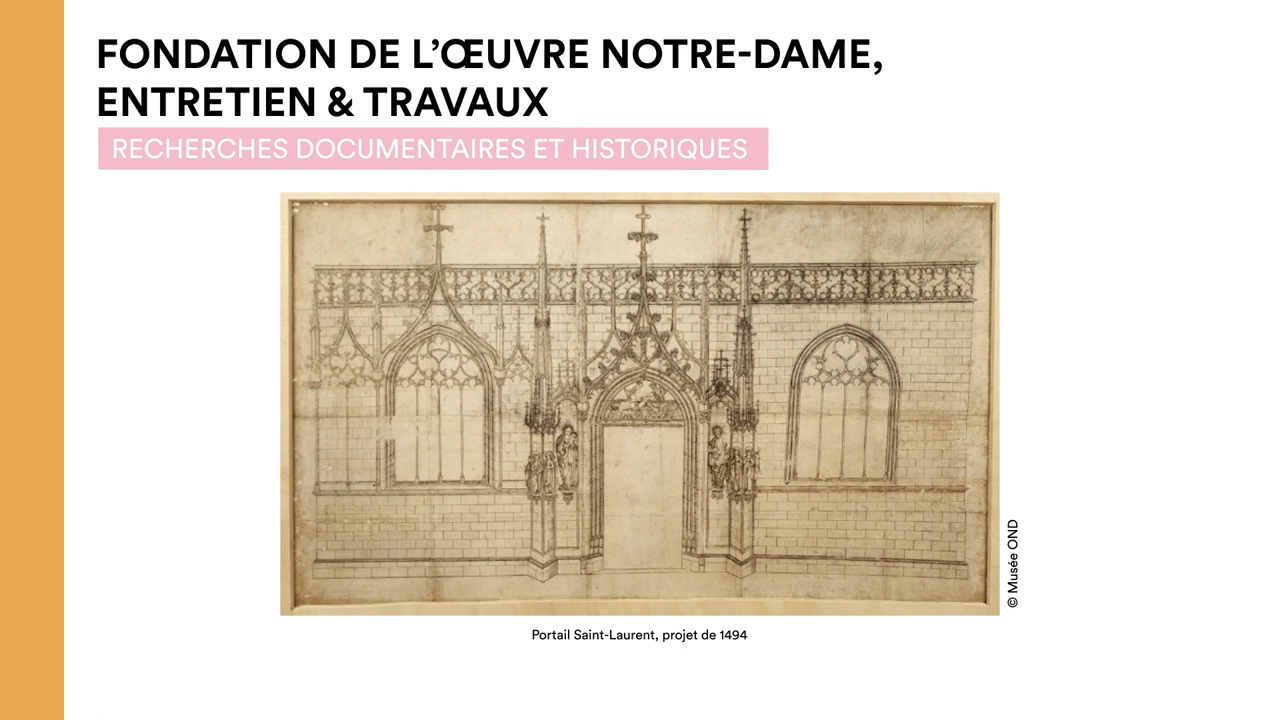 FONDATION DE L’ŒUVRE NOTRE-DAME,
ENTRETIEN & TRAVAUX
RECHERCHES DOCUMENTAIRES ET HISTORIQUES
© Musée OND
Portail Saint-Laurent, projet de 1494